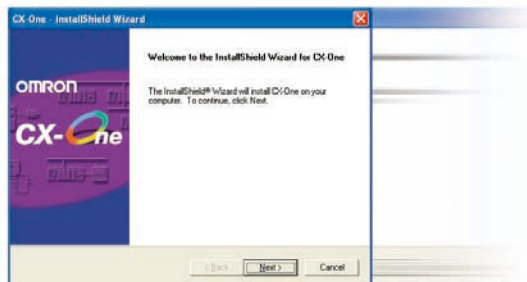 CX-One - InstallShield Wizard
Welcome to the InstallShield Wizard for CX-One
OMRON
CX-One
The InstallShield® Wizard will install CX-One on your
computer. To continue, click Next.
< Back
Next >
Cancel